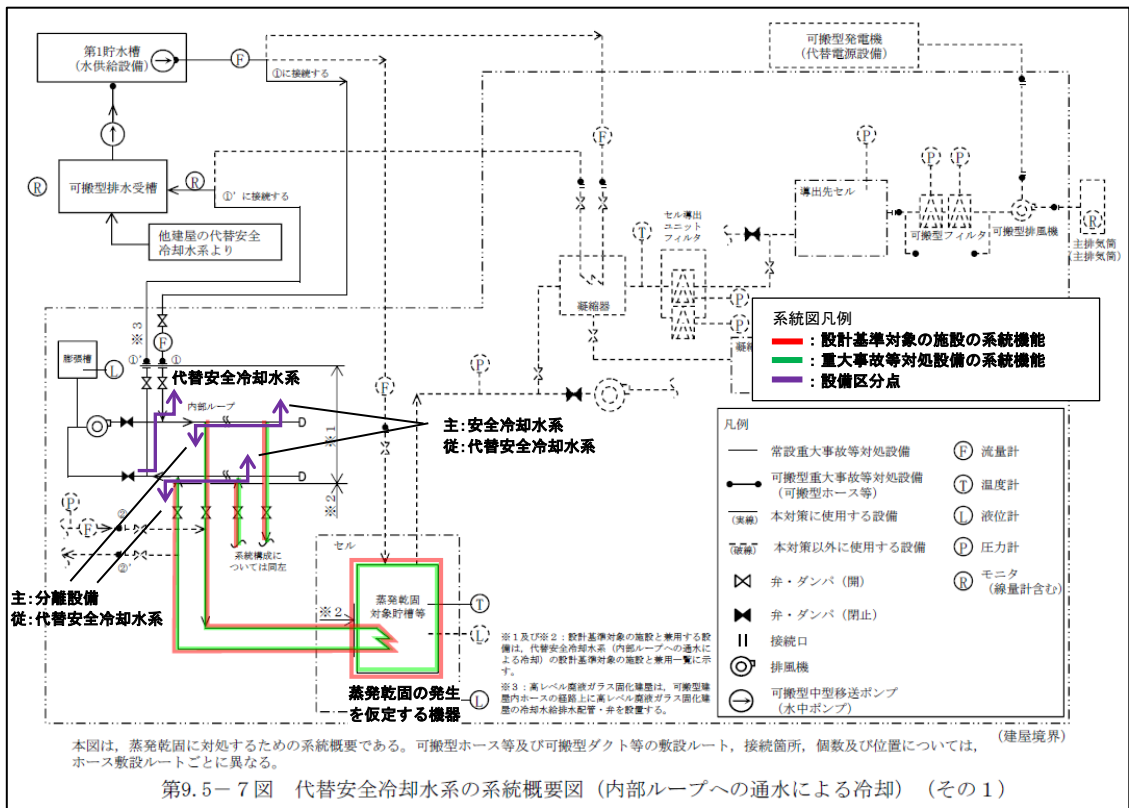 第1貯水槽
(水供給設備)
F
①に接続する
可搬型発電機
(代替電源設備)
R
可搬型排水受槽
R
①’に接続する
他建屋の代替安全
冷却水系より
F
P
P
P
導出先セル
セル導出
ユニット
フィルタ
T
可搬型フィルタ
可搬型排風機
R
主排気筒
(主排気筒)
凝縮器
P
P
凝縮
※3
F
①’
①
膨張槽
L
代替安全冷却水系
内部ループ
※1
※2
F
P
主:安全冷却水系
従:代替安全冷却水系
系統図凡例
:設計基準対象の施設の系統機能
:重大事故等対処設備の系統機能
:設備区分点
P
F
②
②’
系統構成に
ついては同左
主:分離設備
従:代替安全冷却水系
セル
※2
蒸発乾固
対象貯槽等
T
L
L
蒸発乾固の発生
を仮定する機器
※1及び※2:設計基準対象の施設と兼用する設
備は,代替安全冷却水系(内部ループへの通水に
よる冷却)の設計基準対象の施設と兼用一覧に示
す。
※3:高レベル廃液ガラス固化建屋は,可搬型建
屋内ホースの経路上に高レベル廃液ガラス固化建
屋の冷却水給排水配管・弁を設置する。
凡例
常設重大事故等対処設備
可搬型重大事故等対処設備
(可搬型ホース等)
(実線)
本対策に使用する設備
(破線)
本対策以外に使用する設備
弁・ダンパ(開)
弁・ダンパ(閉止)
接続口
排風機
可搬型中型移送ポンプ
(水中ポンプ)
F 流量計
T 温度計
L 液位計
P 圧力計
R モニタ
(線量計含む)
(建屋境界)
本図は,蒸発乾固に対処するための系統概要である。可搬型ホース等及び可搬型ダクト等の敷設ルート,接続箇所,個数及び位置については,
ホース敷設ルートごとに異なる。
第9.5-7図 代替安全冷却水系の系統概要図(内部ループへの通水による冷却)(その1)